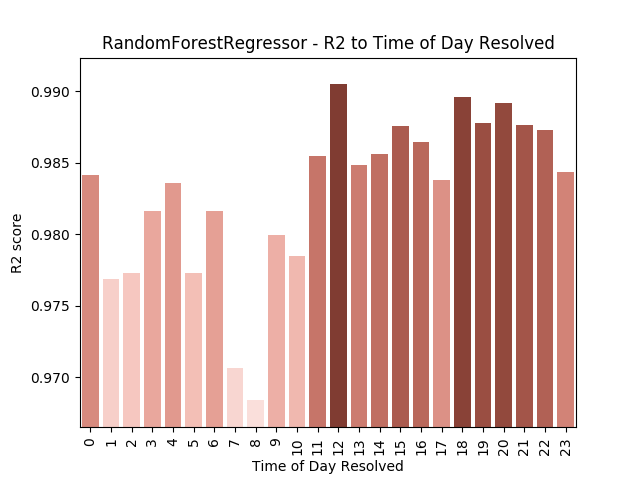 RandomForestRegressor - R2 to Time of Day Resolved
R2 score
0.990
0.985
0.980
0.975
0.970
0 1 2 3 4 5 6 7 8 9 10 11 12 13 14 15 16 17 18 19 20 21 22 23
Time of Day Resolved